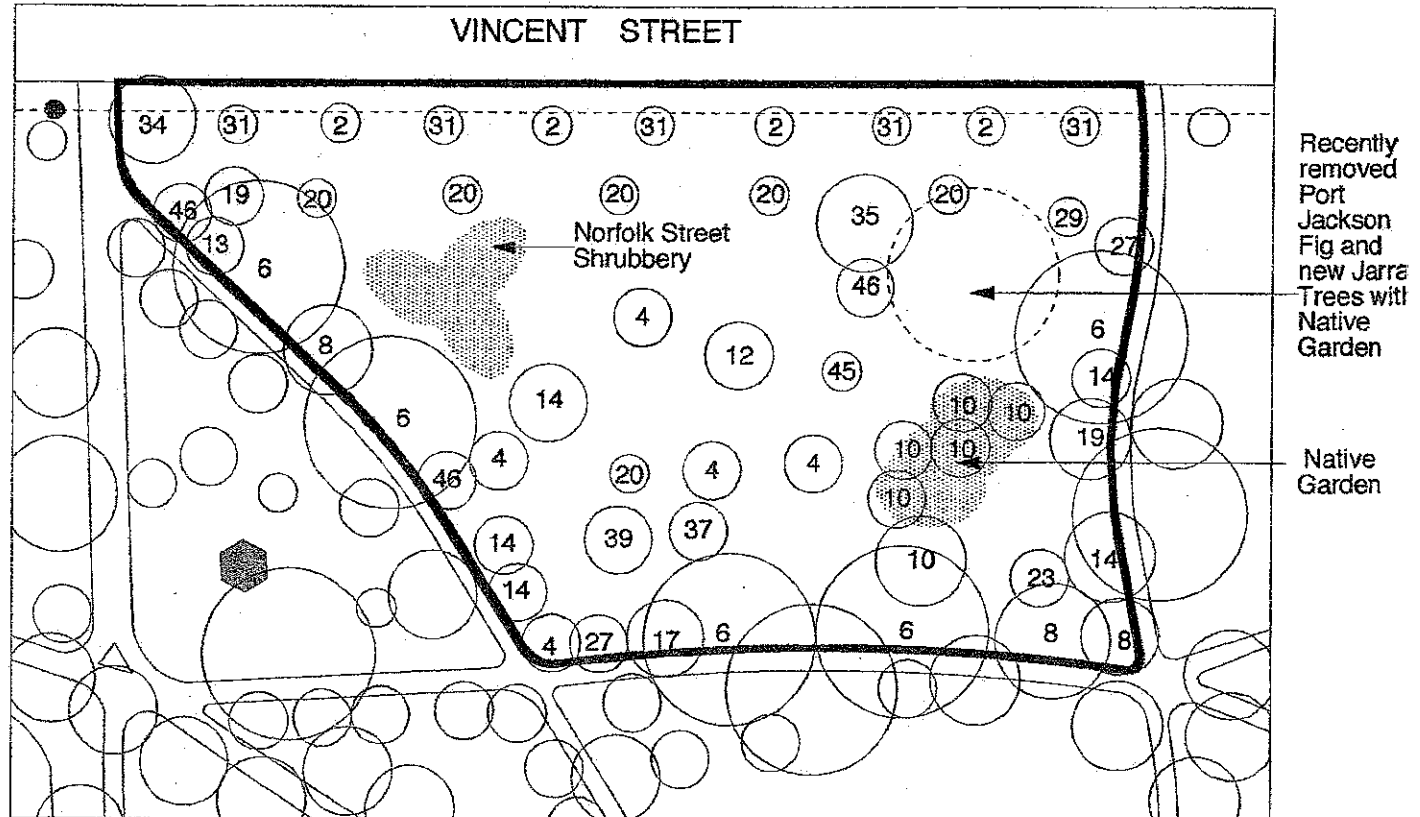 VINCENT STREET
34 31 2 31 2 31 2 31 2 31
46 19 20 20 20 20 35 20 29
13 6 27
Norfolk Street
Shrubbery
46
Recently
removed
Port
Jackson
Fig and
new Jarra
Trees with
Native
Garden
8 4 12 45 6
14
6 14 10 10
19
46 4 20 4 4 10 10
Native
Garden
10
14 39 37 10 14
14 23
4 27 17 6 6 8 8